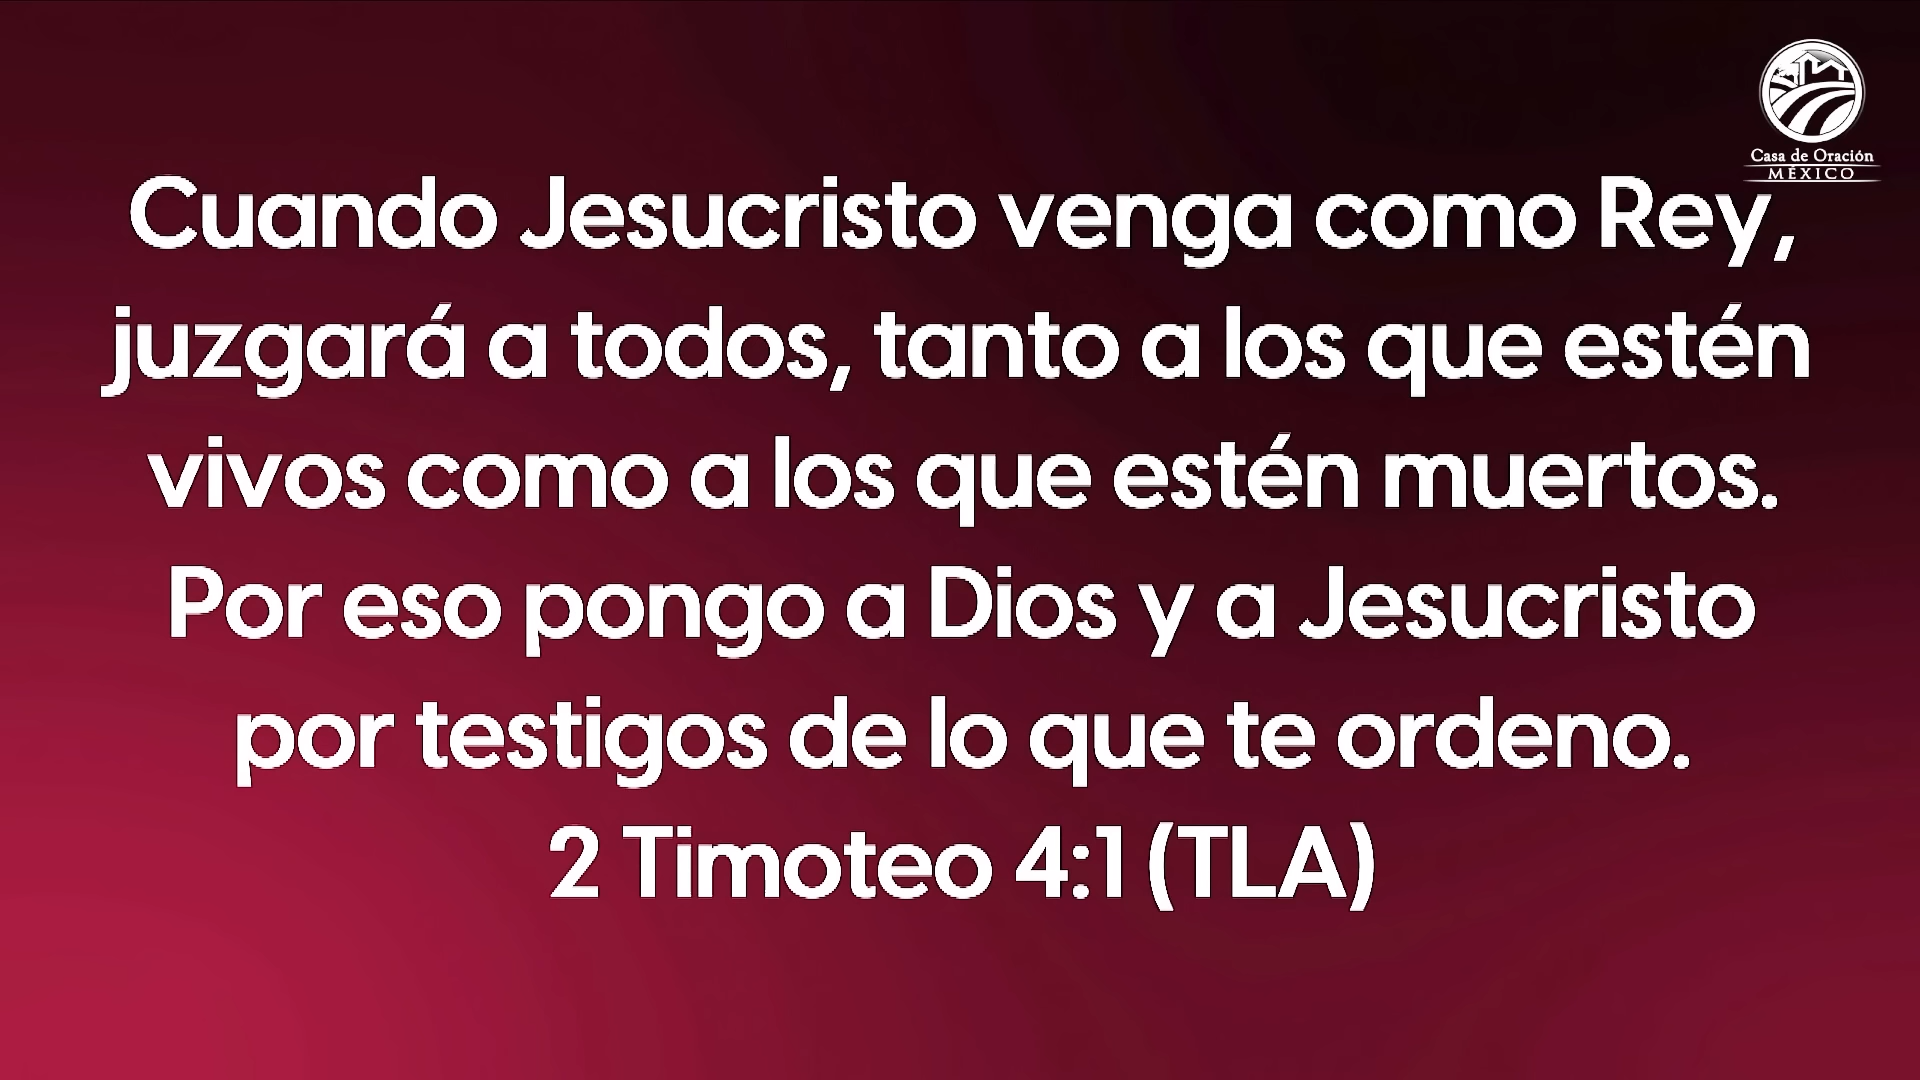 Casa de Oración
MÉXICO
Cuando Jesucristo venga como Rey,
juzgará a todos, tanto a los que estén
vivos como a los que estén muertos.
Por eso pongo a Dios y a Jesucristo
por testigos de lo que te ordeno.
2 Timoteo 4:1 (TLA)